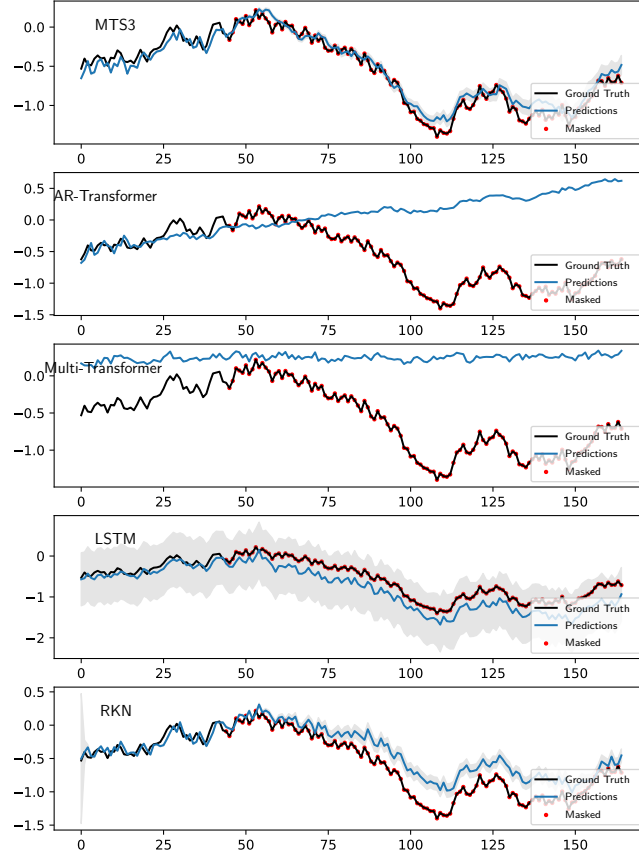 MTS3
0.0
−0.5
−1.0
Ground Truth
Predictions
Masked
0 25 50 75 100 125 150
0.5
AR-Transformer
0.0
−0.5
−1.0
−1.5
Ground Truth
Predictions
Masked
0 25 50 75 100 125 150
Multi-Transformer
0.0
−0.5
−1.0
Ground Truth
Predictions
Masked
0 25 50 75 100 125 150
LSTM
0
−1
−2
Ground Truth
Predictions
Masked
0 25 50 75 100 125 150
0.5
RKN
0.0
−0.5
−1.0
−1.5
Ground Truth
Predictions
Masked
0 25 50 75 100 125 150